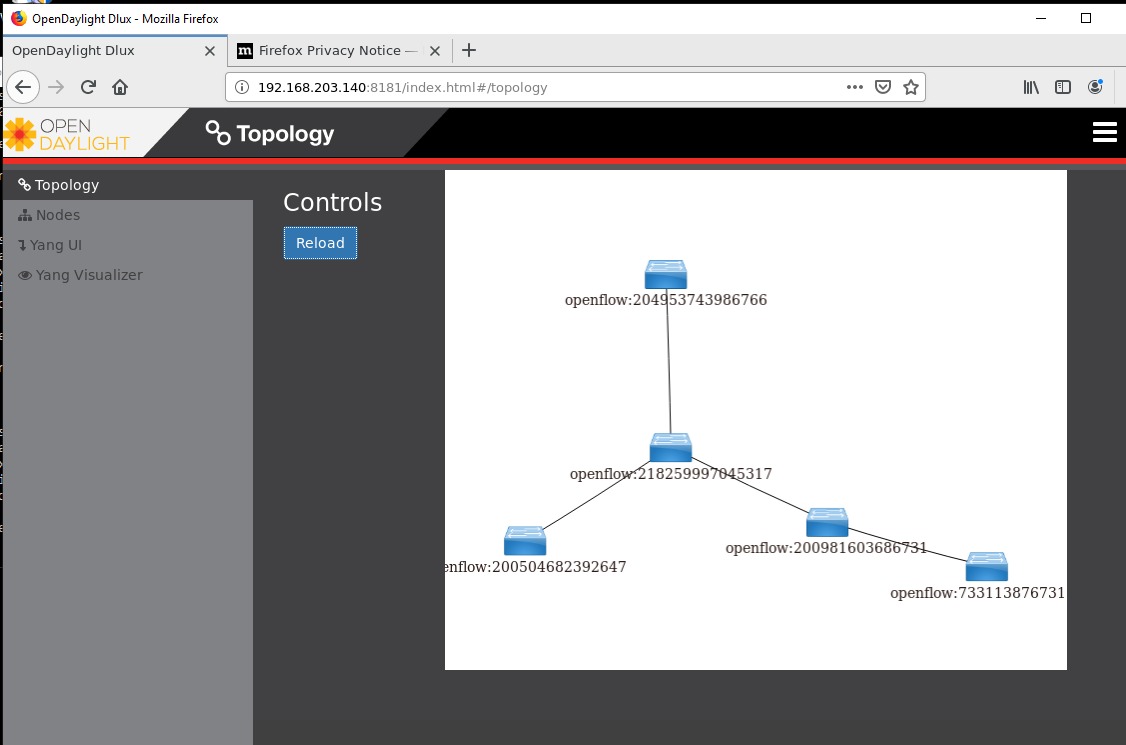 OpenDaylight Dlux - Mozilla Firefox
OpenDaylight Dlux
Firefox Privacy Notice —
192.168.203.140:8181/index.html#/topology
OPEN
DAYLIGHT
Topology
Topology
Nodes
Yang UI
Yang Visualizer
Controls
Reload
openflow:204953743986766
openflow:218259997045317
openflow:200981603686731
enflow:200504682392647
openflow:733113876731